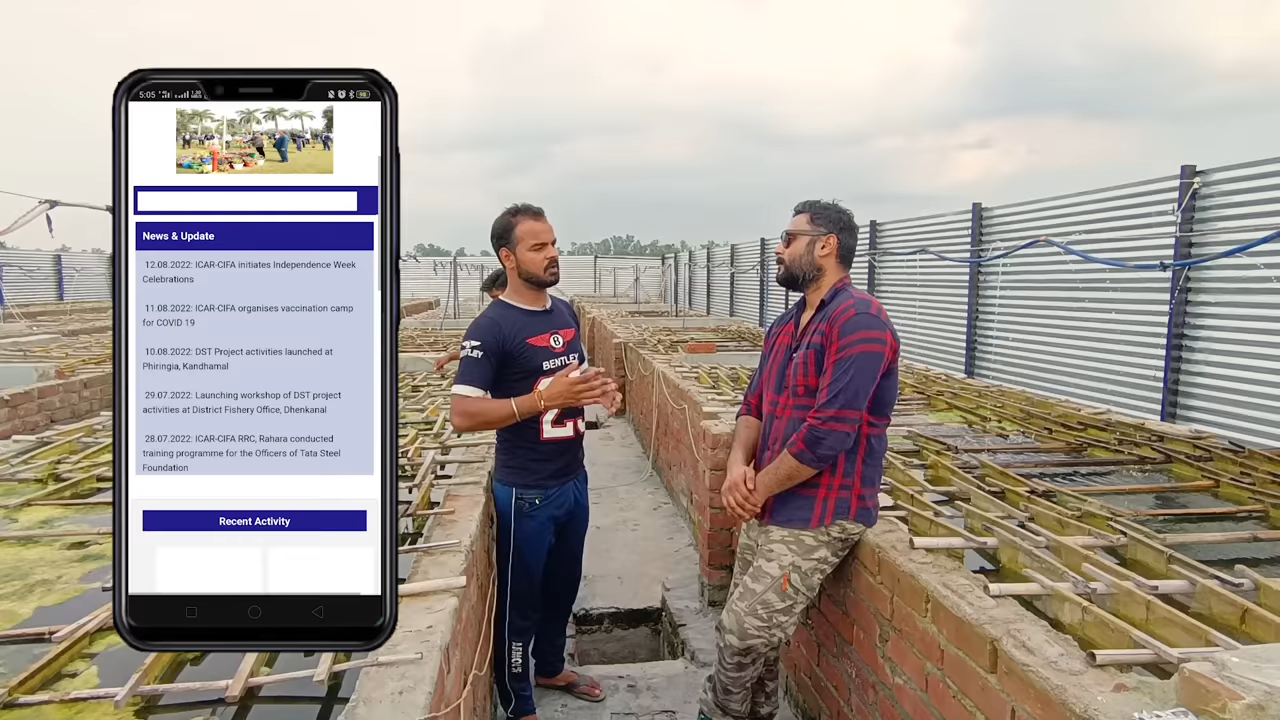 5:05
News & Update
12.08.2022: ICAR-CIFA initiates Independence Week
Celebrations
11.08.2022: ICAR-CIFA organises vaccination camp
for COVID 19
10.08.2022: DST Project activities launched at
Phiringia, Kandhamal
29.07.2022: Launching workshop of DST project
activities at District Fishery Office, Dhenkanal
28.07.2022: ICAR-CIFA RRC, Rahara conducted
training programme for the Officers of Tata Steel
Foundation
Recent Activity
B
BENTLEY